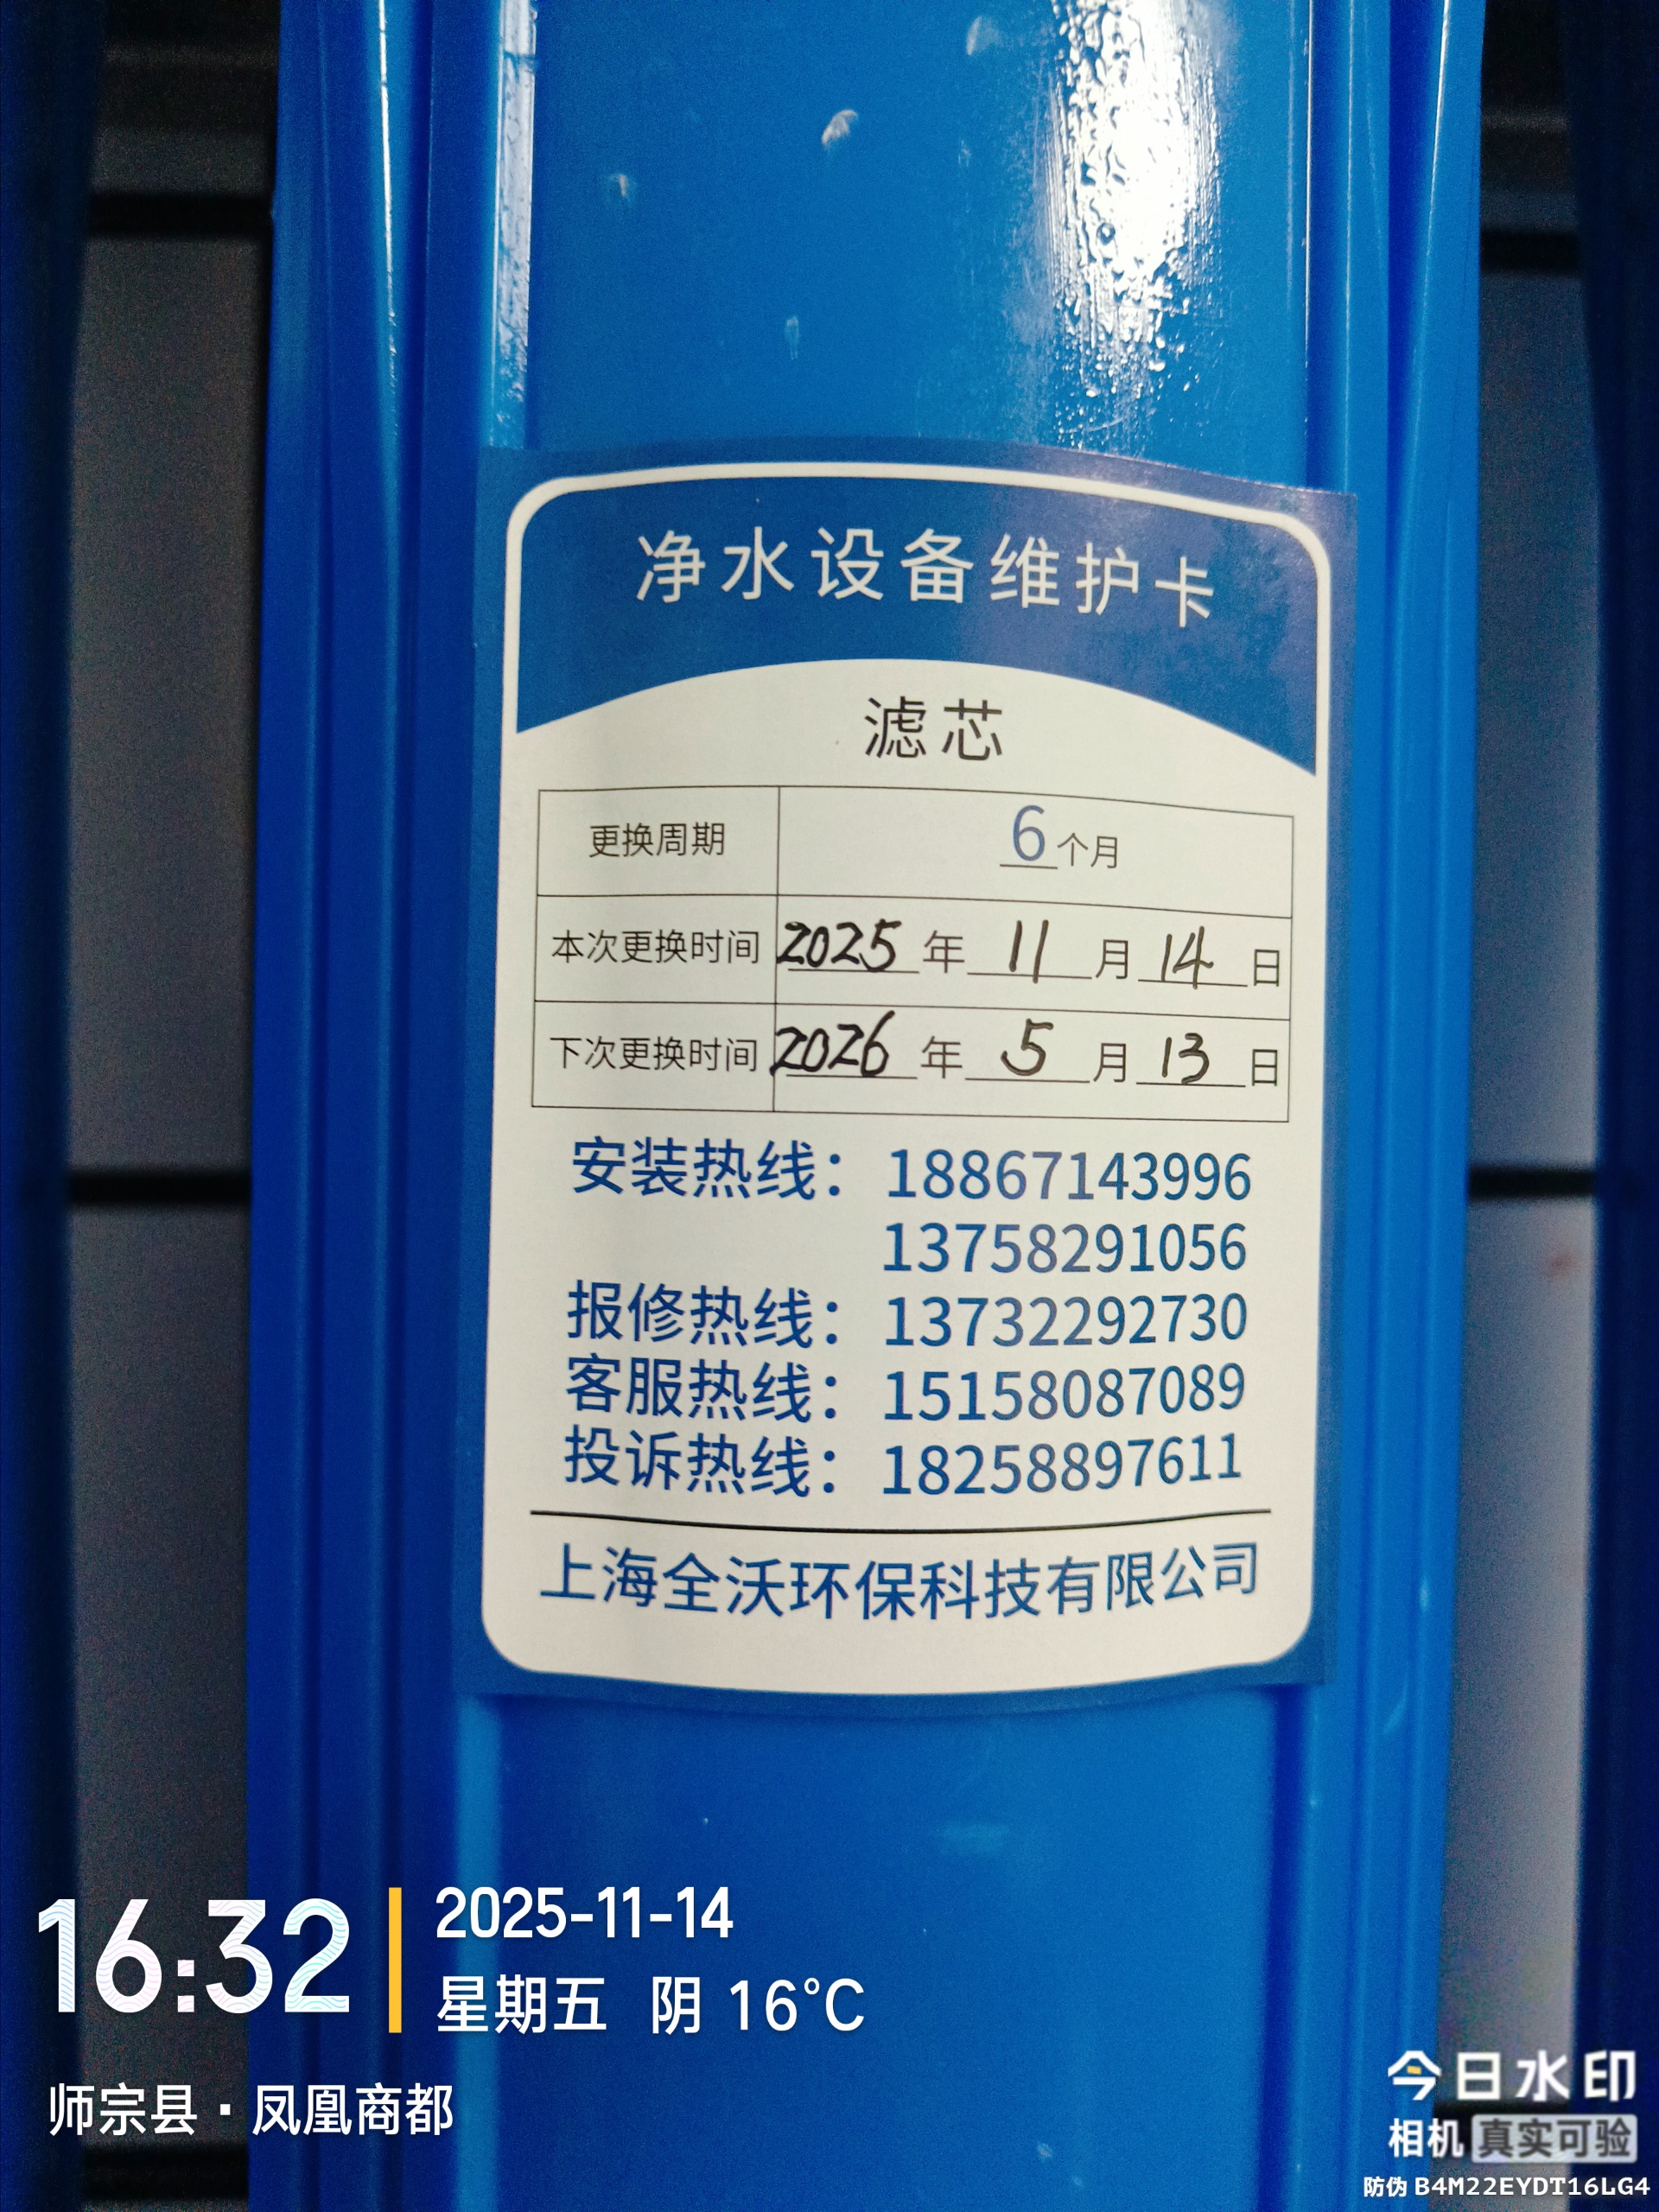 净水设备维护卡
滤芯
更换周期 6个月
本次更换时间 2025年11月14日
下次更换时间 2026年5月13日
安装热线：18867143996
13758291056
报修热线：13732292730
客服热线：15158087089
投诉热线：18258897611
上海全沃环保科技有限公司
16:32
2025-11-14
星期五 阴 16℃
师宗县·凤凰商都
今日水印
相机 真实可验
防伪 B4M22EYDT16LG4